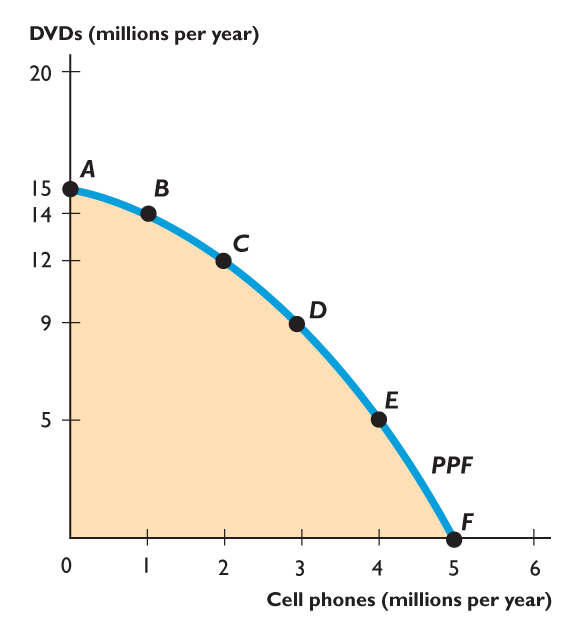 DVDs (millions per year)
20
A
15
B
14
C
12
D
9
E
5
PPF
F
0 1 2 3 4 5 6
Cell phones (millions per year)